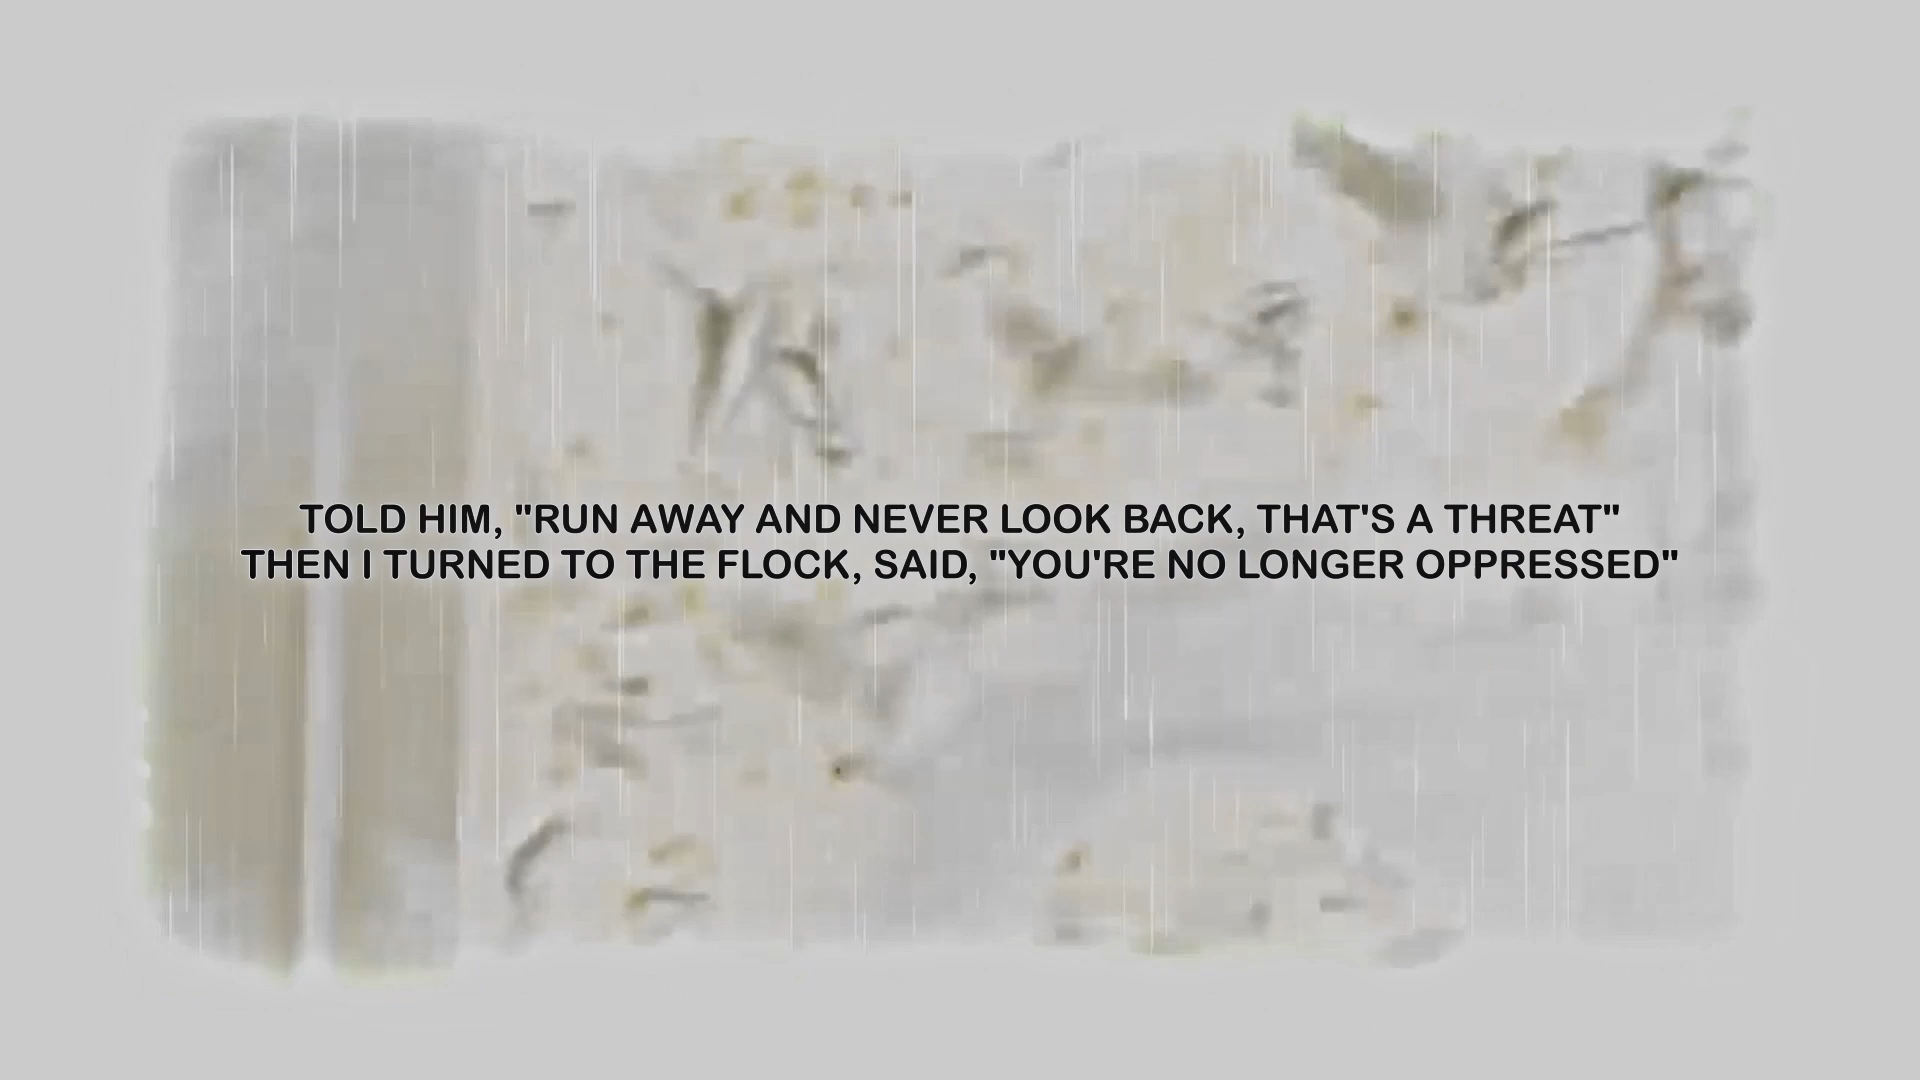 TOLD HIM, "RUN AWAY AND NEVER LOOK BACK, THAT'S A THREAT"
THEN I TURNED TO THE FLOCK, SAID, "YOU'RE NO LONGER OPPRESSED"